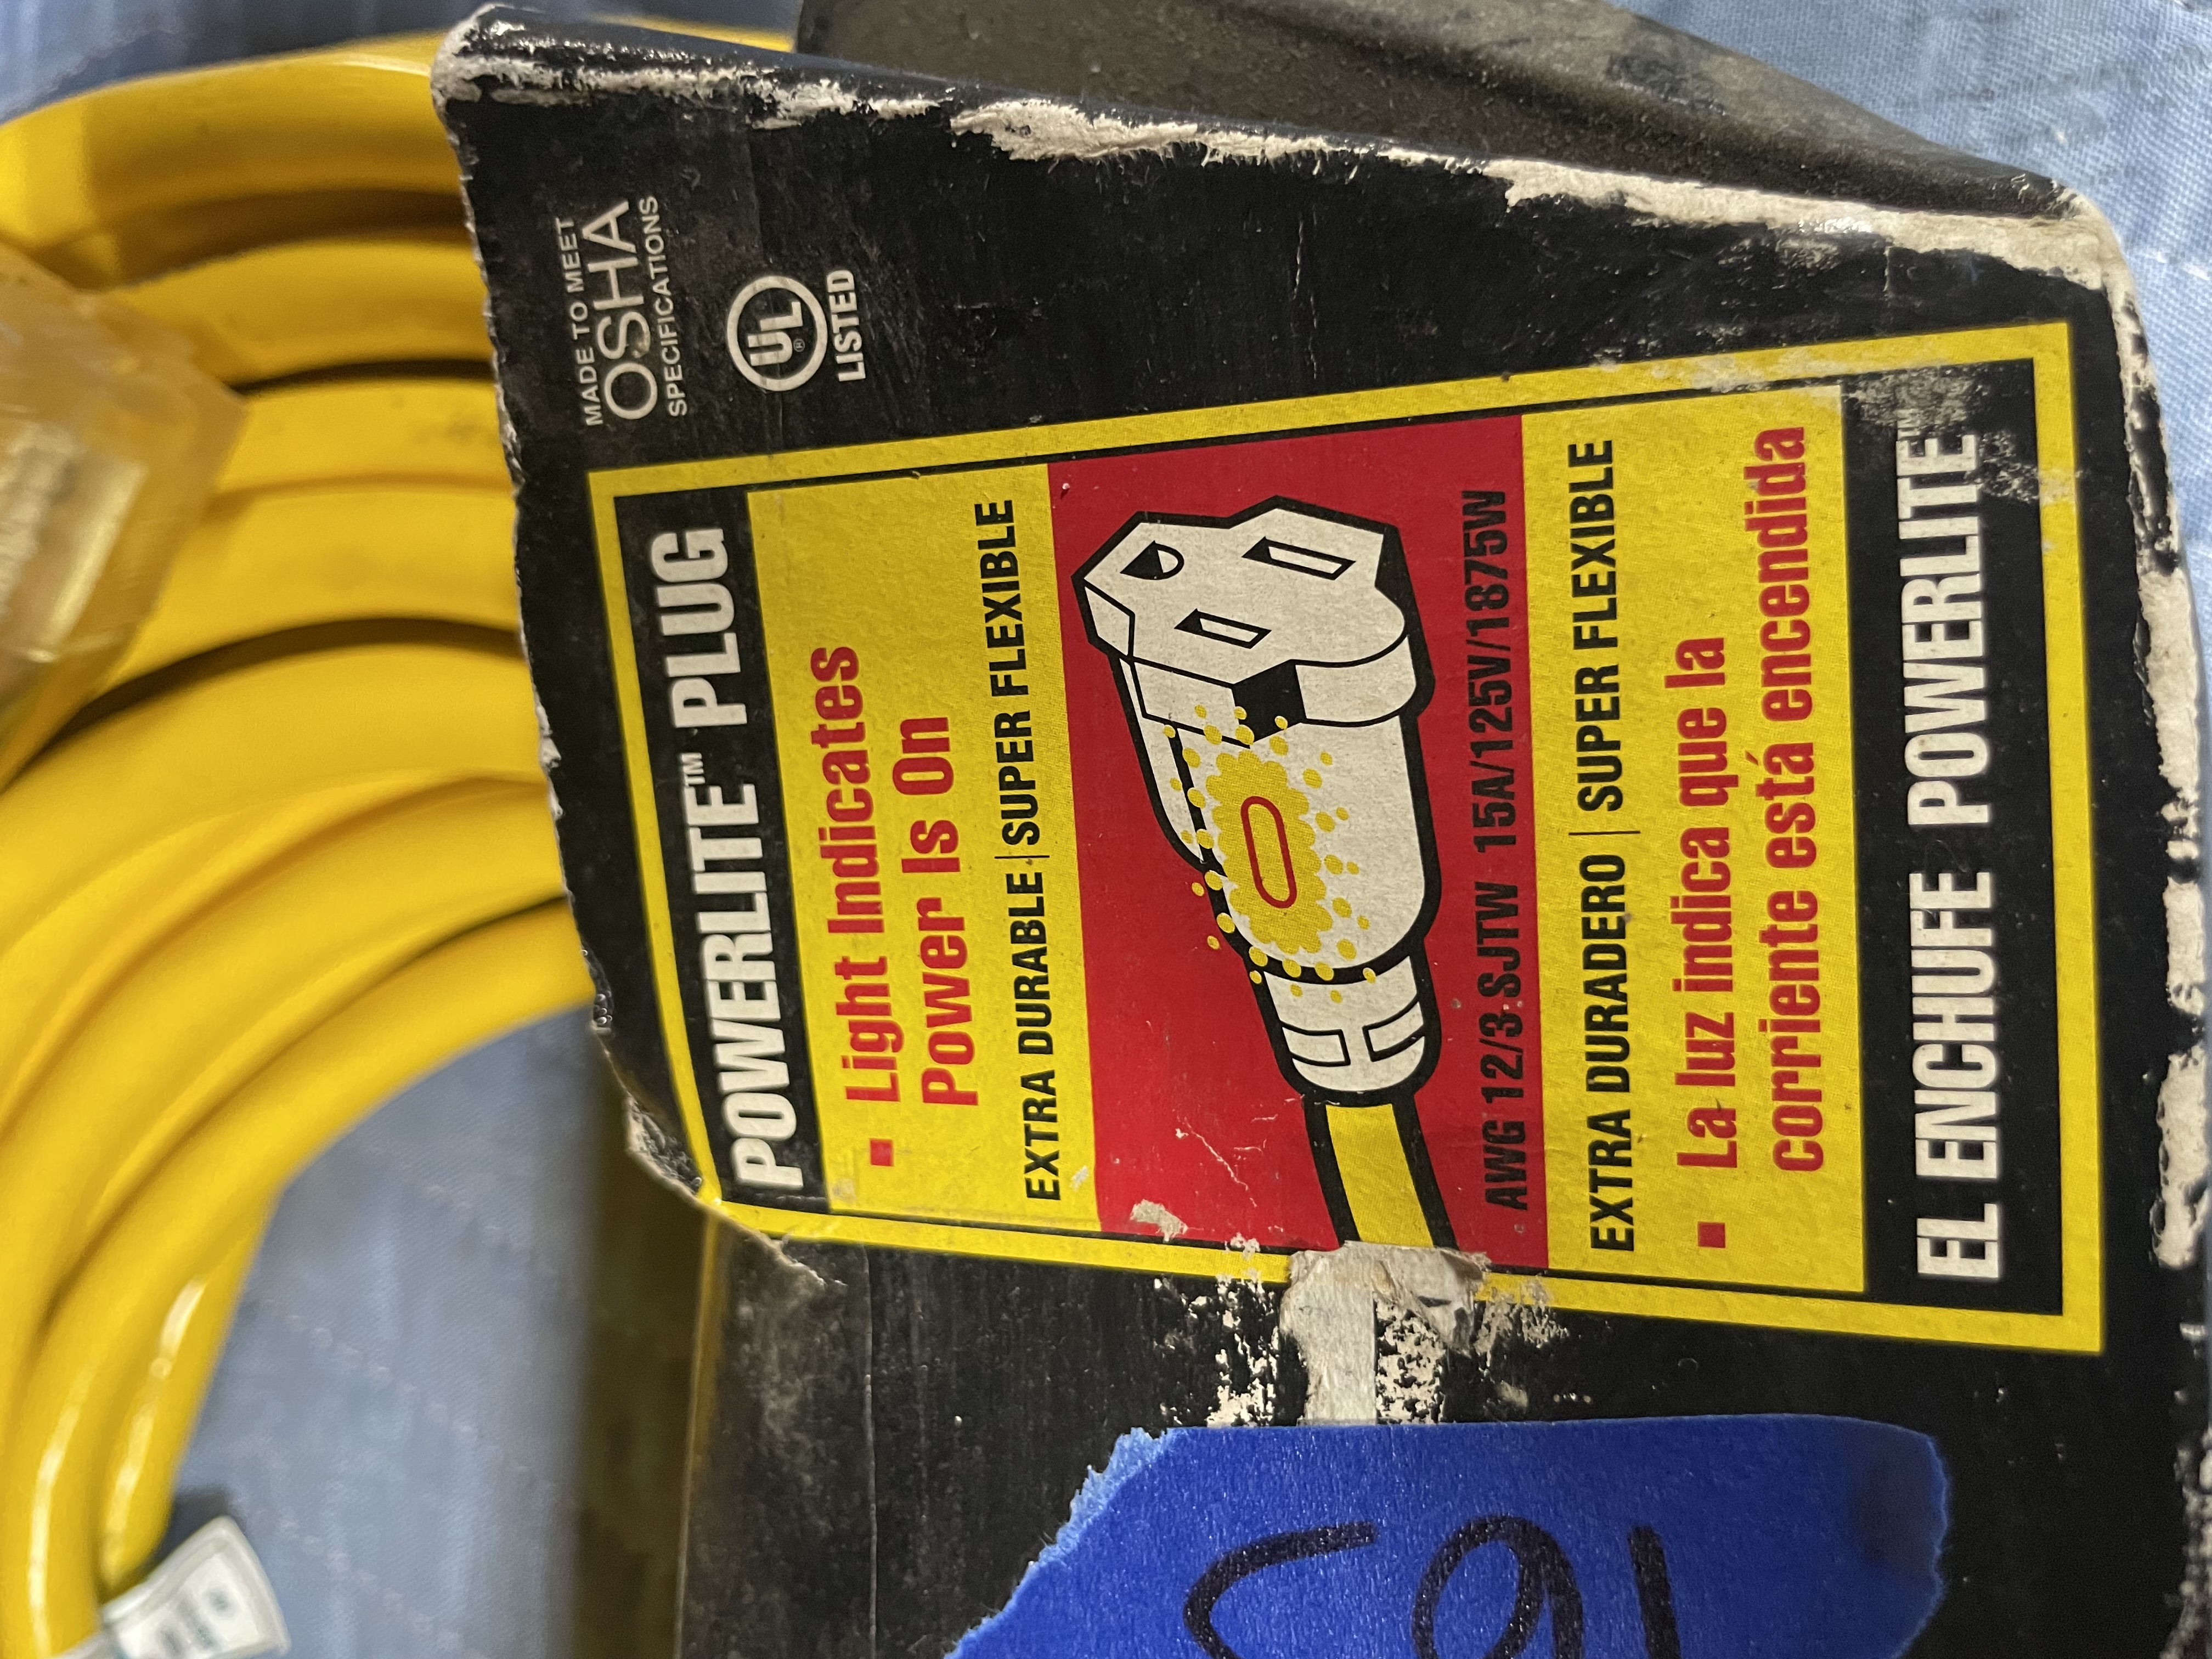 MADE TO MEET
OSHA
SPECIFICATIONS
UL
®
LISTED
POWERLITE™ PLUG
▪ Light Indicates
Power Is On
EXTRA DURABLE | SUPER FLEXIBLE
AWG 12/3 SJTW 15A/125V/1875W
EXTRA DURADERO | SUPER FLEXIBLE
▪ La luz indica que la
corriente está encendida
EL ENCHUFE POWERLITE™